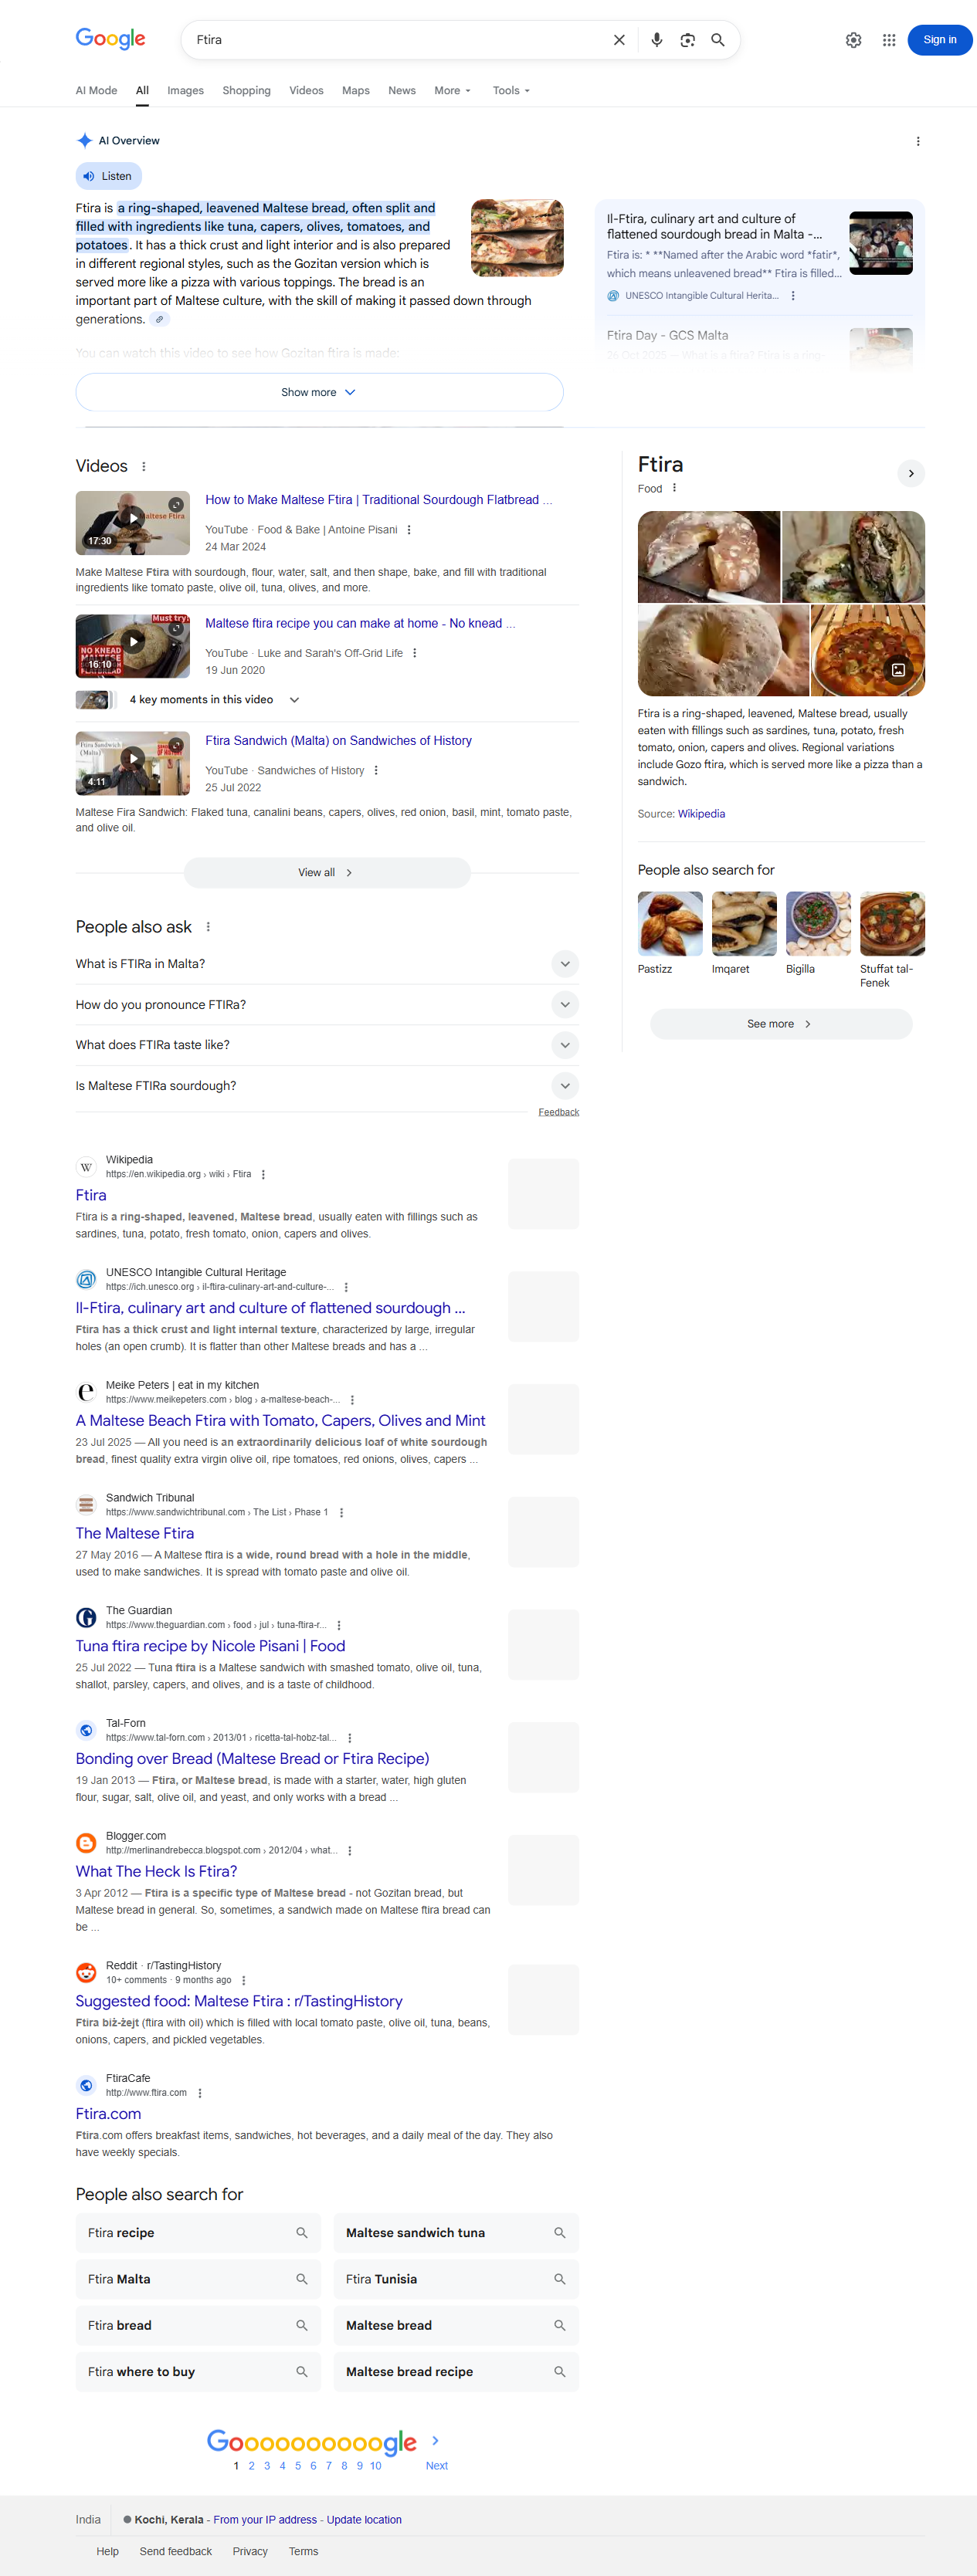 Google
Ftira
Sign in
AI Mode
All
Images
Shopping
Videos
Maps
News
More
Tools
AI Overview
Listen
Ftira is a ring-shaped, leavened Maltese bread, often split and
filled with ingredients like tuna, capers, olives, tomatoes, and
potatoes. It has a thick crust and light interior and is also prepared
in different regional styles, such as the Gozitan version which is
served more like a pizza with various toppings. The bread is an
important part of Maltese culture, with the skill of making it passed down through
generations.
You can watch this video to see how Gozitan ftira is made:
Show more
Il-Ftira, culinary art and culture of
flattened sourdough bread in Malta -...
Ftira is: * **Named after the Arabic word *fatir*,
which means unleavened bread** Ftira is filled...
UNESCO Intangible Cultural Herita...
Ftira Day - GCS Malta
26 Oct 2025 — What is a ftira? Ftira is a ring-
Videos
How to Make Maltese Ftira | Traditional Sourdough Flatbread ...
YouTube · Food & Bake | Antoine Pisani
24 Mar 2024
Maltese Ftira
17:30
Make Maltese Ftira with sourdough, flour, water, salt, and then shape, bake, and fill with traditional
ingredients like tomato paste, olive oil, tuna, olives, and more.
Maltese ftira recipe you can make at home - No knead ...
YouTube · Luke and Sarah's Off-Grid Life
19 Jun 2020
Must try!
NO KNEAD
MALTESE
16:10
4 key moments in this video
Ftira Sandwich (Malta) on Sandwiches of History
YouTube · Sandwiches of History
25 Jul 2022
Ftira Sandwich
(Malta)
4:11
Maltese Fira Sandwich: Flaked tuna, canalini beans, capers, olives, red onion, basil, mint, tomato paste,
and olive oil.
View all
People also ask
What is FTIRa in Malta?
How do you pronounce FTIRa?
What does FTIRa taste like?
Is Maltese FTIRa sourdough?
Feedback
Ftira
Food
Ftira is a ring-shaped, leavened, Maltese bread, usually
eaten with fillings such as sardines, tuna, potato, fresh
tomato, onion, capers and olives. Regional variations
include Gozo ftira, which is served more like a pizza than a
sandwich.
Source: Wikipedia
People also search for
Pastizz
Imqaret
Bigilla
Stuffat tal-
Fenek
See more
W
Wikipedia
https://en.wikipedia.org › wiki › Ftira
Ftira
Ftira is a ring-shaped, leavened, Maltese bread, usually eaten with fillings such as
sardines, tuna, potato, fresh tomato, onion, capers and olives.
UNESCO Intangible Cultural Heritage
https://ich.unesco.org › il-ftira-culinary-art-and-culture-...
Il-Ftira, culinary art and culture of flattened sourdough ...
Ftira has a thick crust and light internal texture, characterized by large, irregular
holes (an open crumb). It is flatter than other Maltese breads and has a ...
e
Meike Peters | eat in my kitchen
https://www.meikepeters.com › blog › a-maltese-beach-...
A Maltese Beach Ftira with Tomato, Capers, Olives and Mint
23 Jul 2025 — All you need is an extraordinarily delicious loaf of white sourdough
bread, finest quality extra virgin olive oil, ripe tomatoes, red onions, olives, capers ...
Sandwich Tribunal
https://www.sandwichtribunal.com › The List › Phase 1
The Maltese Ftira
27 May 2016 — A Maltese ftira is a wide, round bread with a hole in the middle,
used to make sandwiches. It is spread with tomato paste and olive oil.
The Guardian
https://www.theguardian.com › food › jul › tuna-ftira-r...
Tuna ftira recipe by Nicole Pisani | Food
25 Jul 2022 — Tuna ftira is a Maltese sandwich with smashed tomato, olive oil, tuna,
shallot, parsley, capers, and olives, and is a taste of childhood.
Tal-Forn
https://www.tal-forn.com › 2013/01 › ricetta-tal-hobz-tal...
Bonding over Bread (Maltese Bread or Ftira Recipe)
19 Jan 2013 — Ftira, or Maltese bread, is made with a starter, water, high gluten
flour, sugar, salt, olive oil, and yeast, and only works with a bread ...
Blogger.com
http://merlinandrebecca.blogspot.com › 2012/04 › what...
What The Heck Is Ftira?
3 Apr 2012 — Ftira is a specific type of Maltese bread - not Gozitan bread, but
Maltese bread in general. So, sometimes, a sandwich made on Maltese ftira bread can
be ...
Reddit · r/TastingHistory
10+ comments · 9 months ago
Suggested food: Maltese Ftira : r/TastingHistory
Ftira biż-żejt (ftira with oil) which is filled with local tomato paste, olive oil, tuna, beans,
onions, capers, and pickled vegetables.
FtiraCafe
http://www.ftira.com
Ftira.com
Ftira.com offers breakfast items, sandwiches, hot beverages, and a daily meal of the day. They also
have weekly specials.
People also search for
Ftira recipe
Maltese sandwich tuna
Ftira Malta
Ftira Tunisia
Ftira bread
Maltese bread
Ftira where to buy
Maltese bread recipe
Goooooooooogle
1 2 3 4 5 6 7 8 9 10 Next
India
Kochi, Kerala - From your IP address - Update location
Help Send feedback Privacy Terms